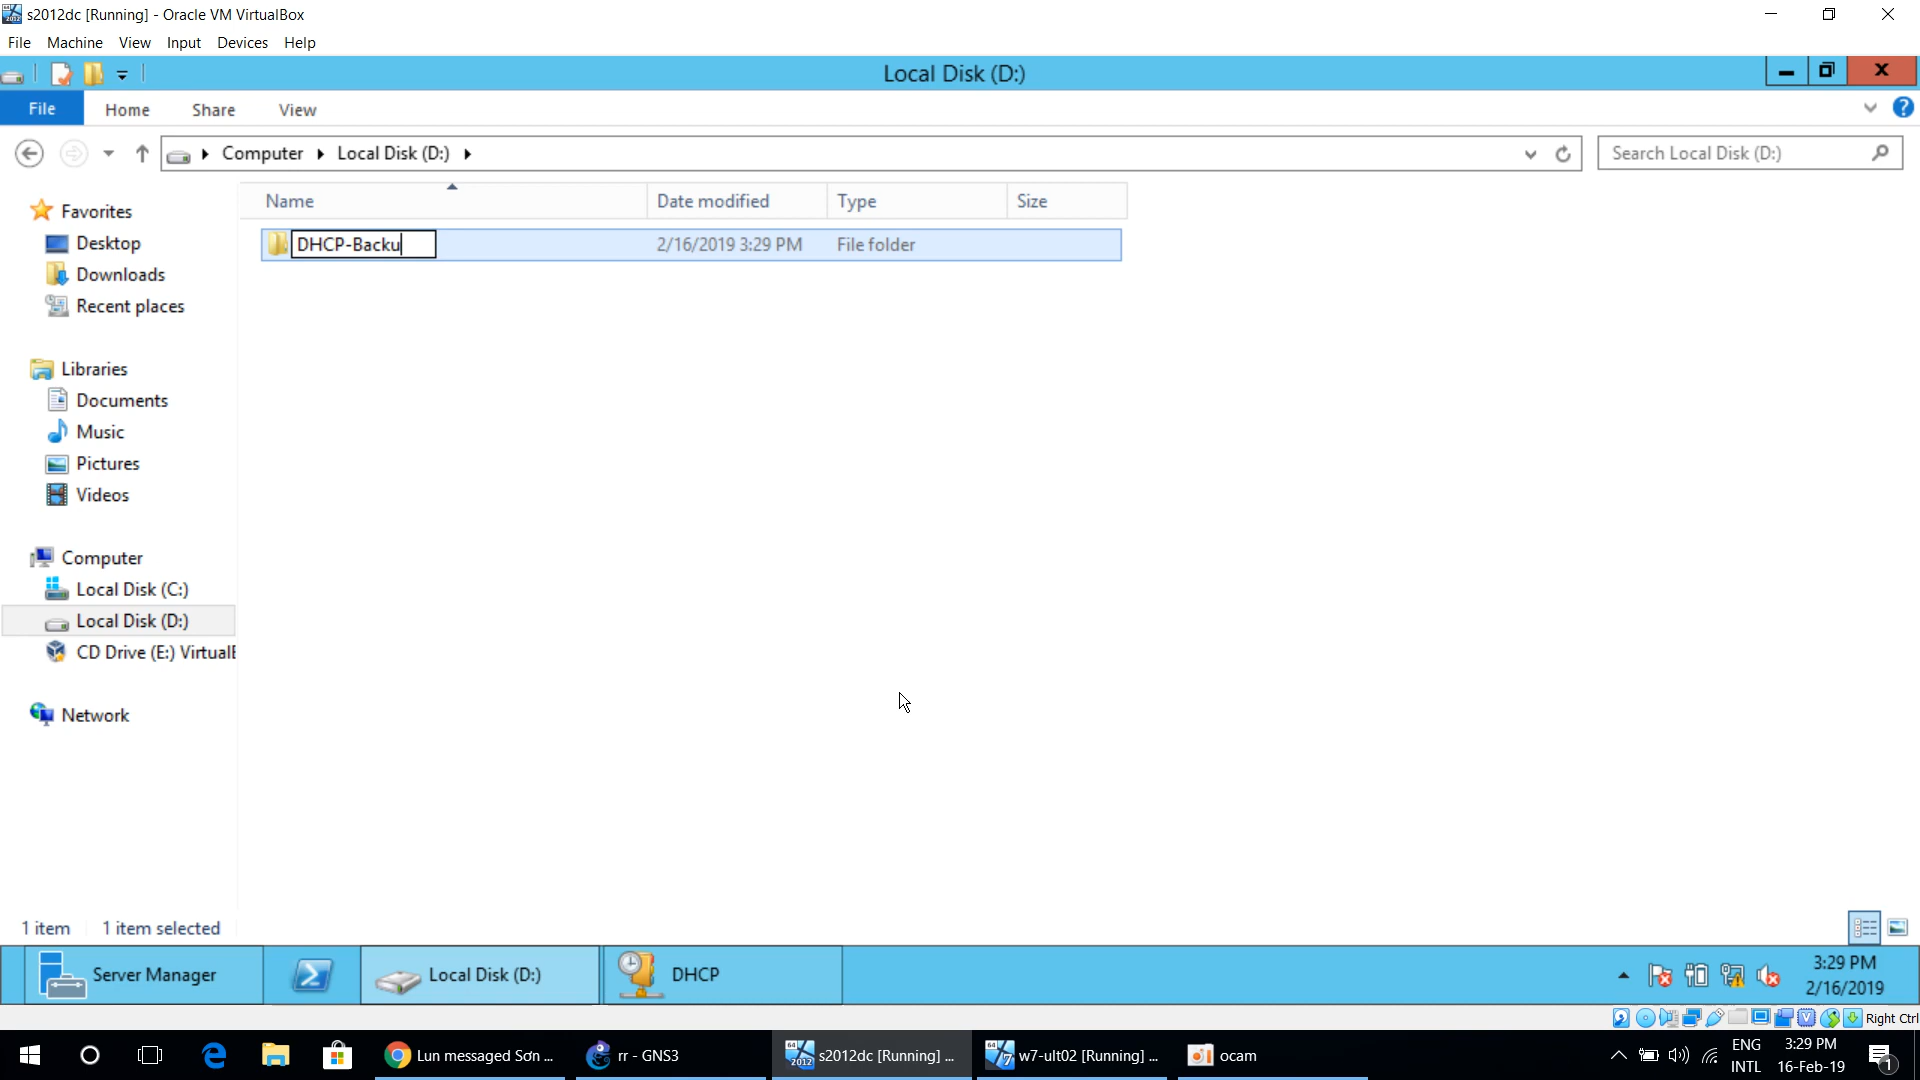 s2012dc [Running] - Oracle VM VirtualBox
File Machine View Input Devices Help
Local Disk (D:)
File Home Share View
Computer Local Disk (D:)
Search Local Disk (D:)
Name Date modified Type Size
DHCP-Backu 2/16/2019 3:29 PM File folder
Favorites
Desktop
Downloads
Recent places
Libraries
Documents
Music
Pictures
Videos
Computer
Local Disk (C:)
Local Disk (D:)
CD Drive (E:) Virtual
Network
1 item 1 item selected
Server Manager Local Disk (D:) DHCP
3:29 PM
2/16/2019
Right Ctrl
Lun messaged Sơn ... rr - GNS3 s2012dc [Running] ... w7-ult02 [Running] ... ocam
ENG
INTL
3:29 PM
16-Feb-19
1